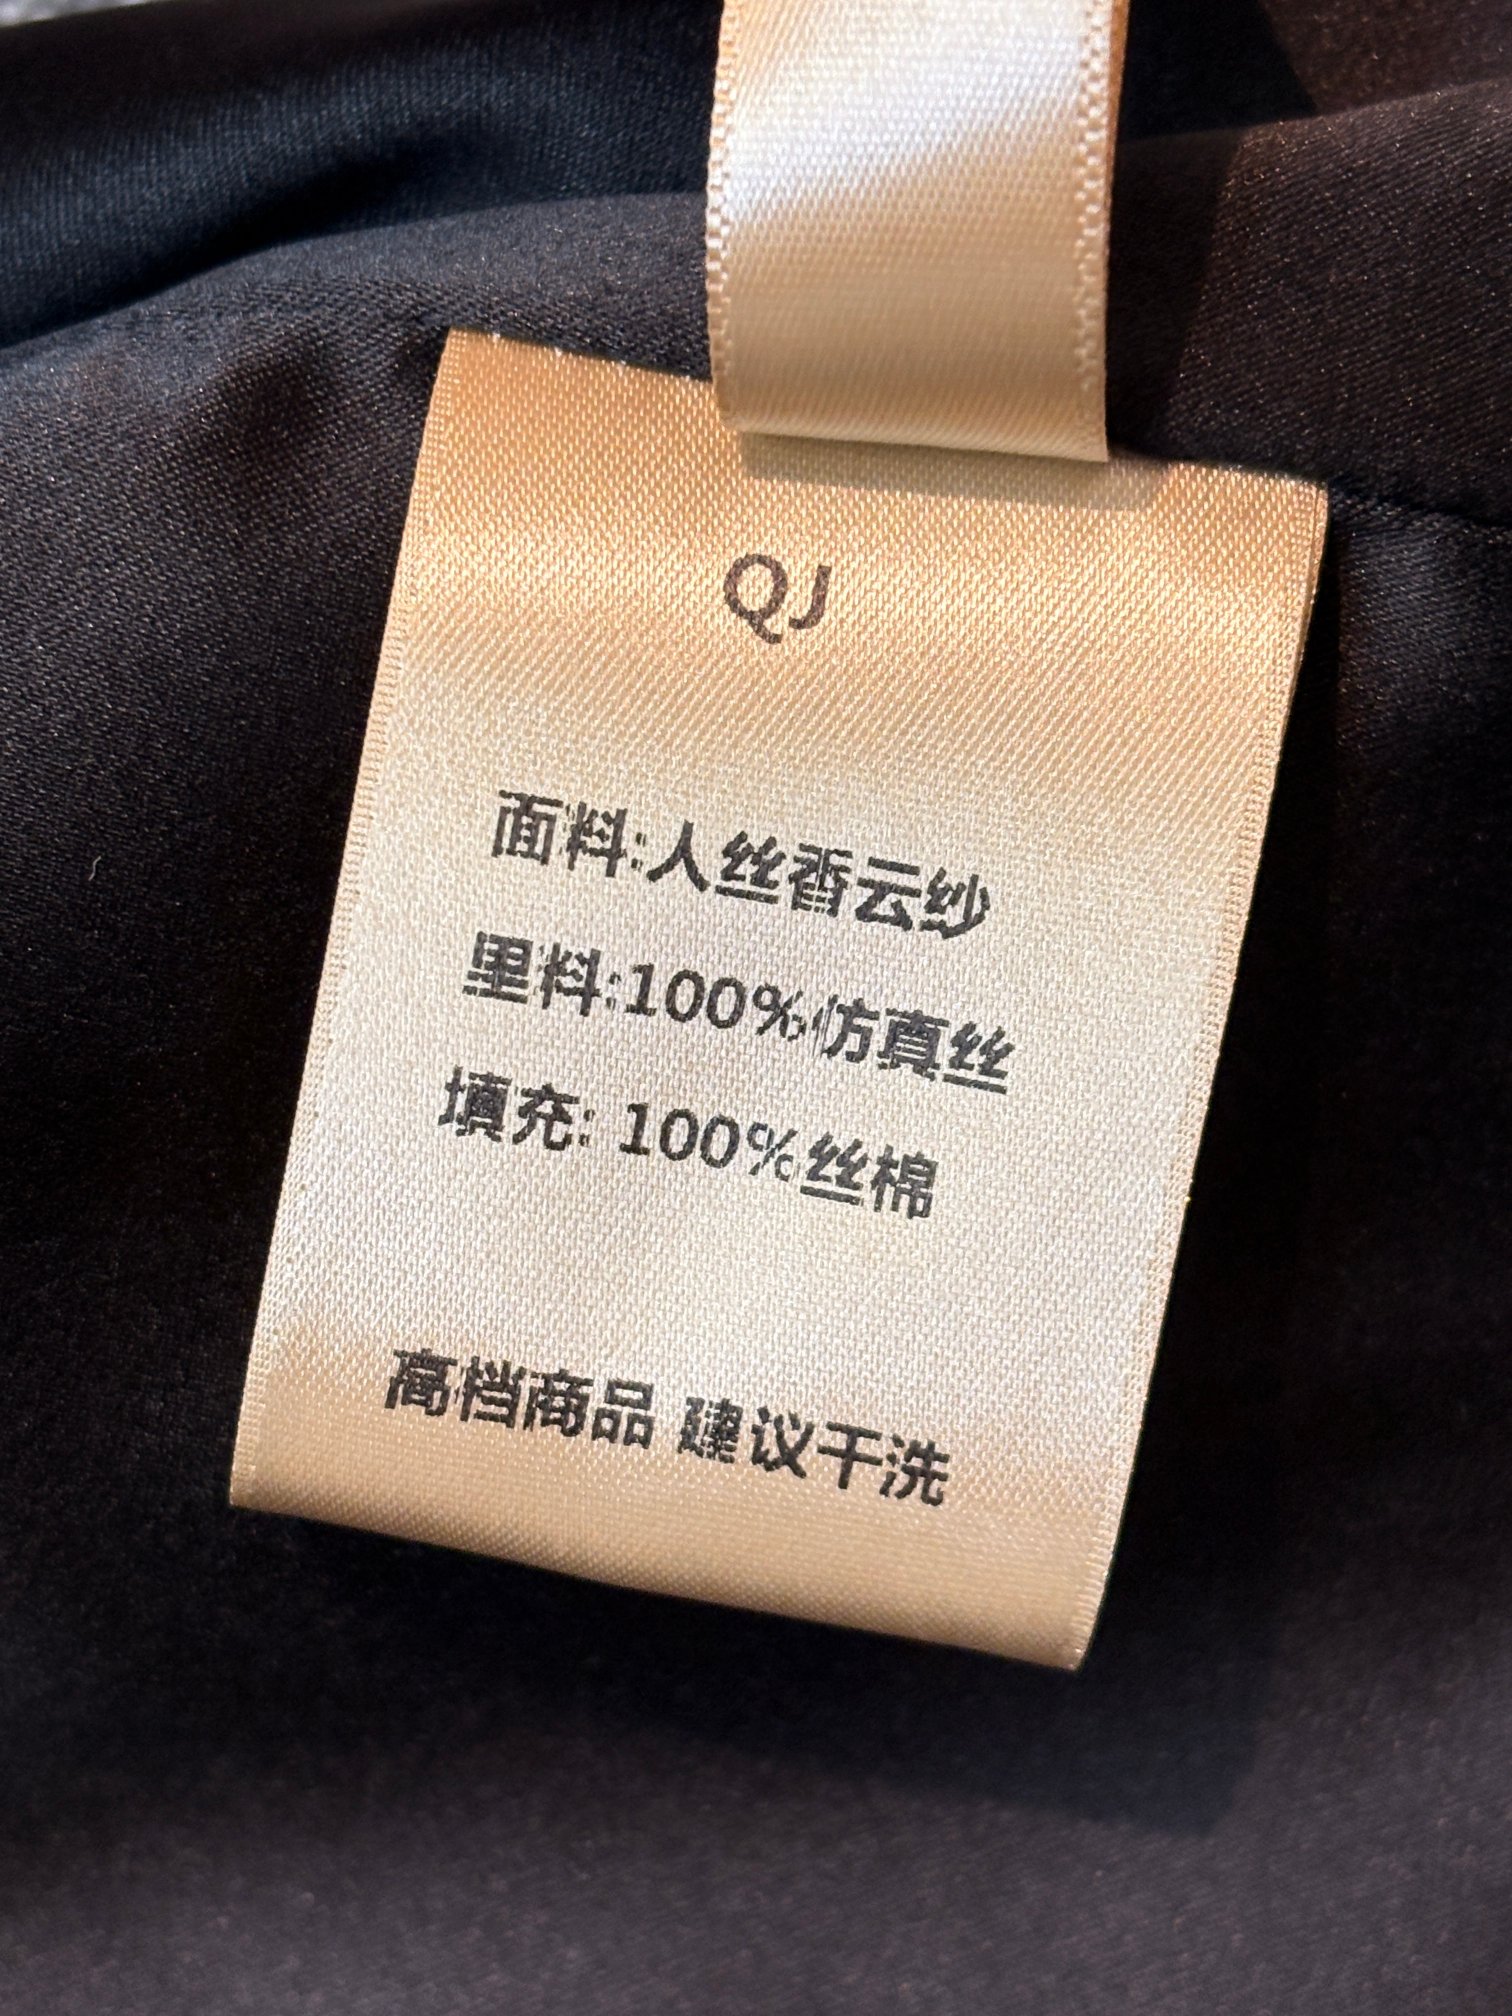 QJ
面料:人丝香云纱
里料:100%仿真丝
填充: 100%丝棉
高档商品 建议干洗